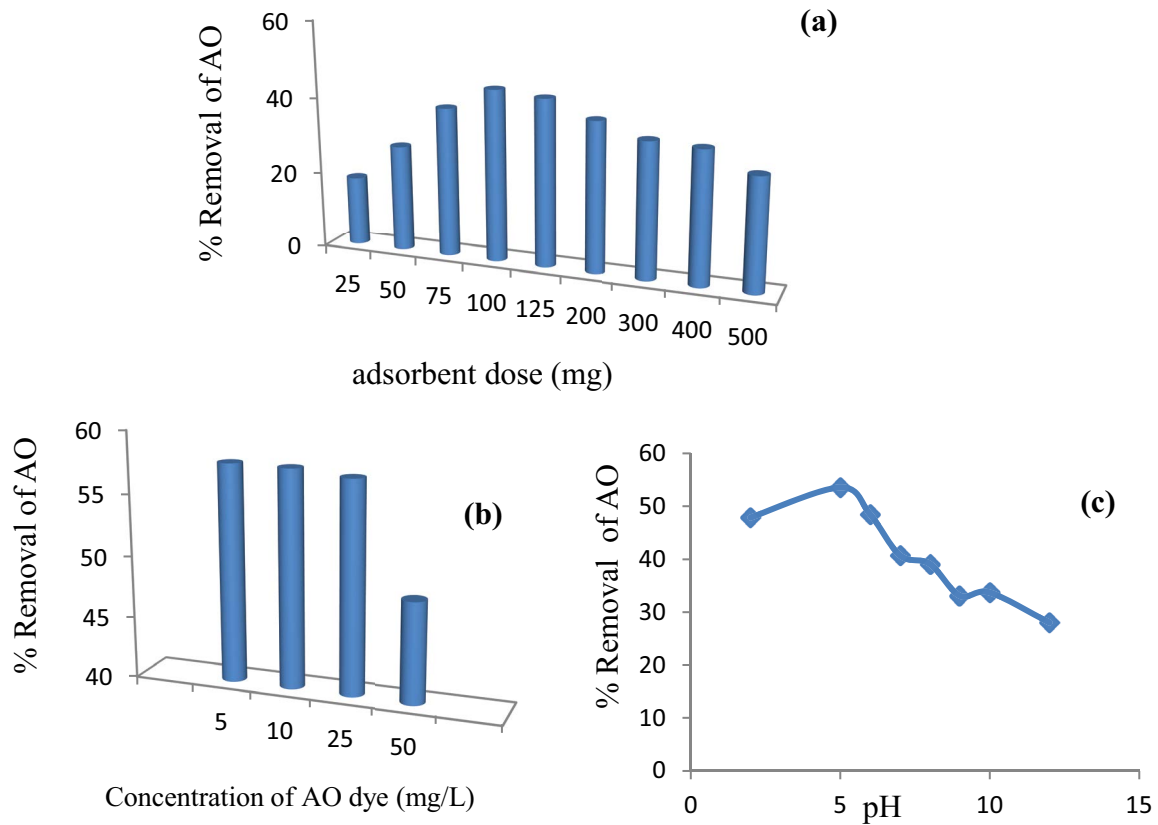 (a)
% Removal of AO
60
40
20
0
25 50 75 100 125 200 300 400 500
adsorbent dose (mg)
(b)
% Removal of AO
60
55
50
45
40
5 10 25 50
Concentration of AO dye (mg/L)
(c)
% Removal of AO
60
50
40
30
20
10
0
0 5 10 15
pH